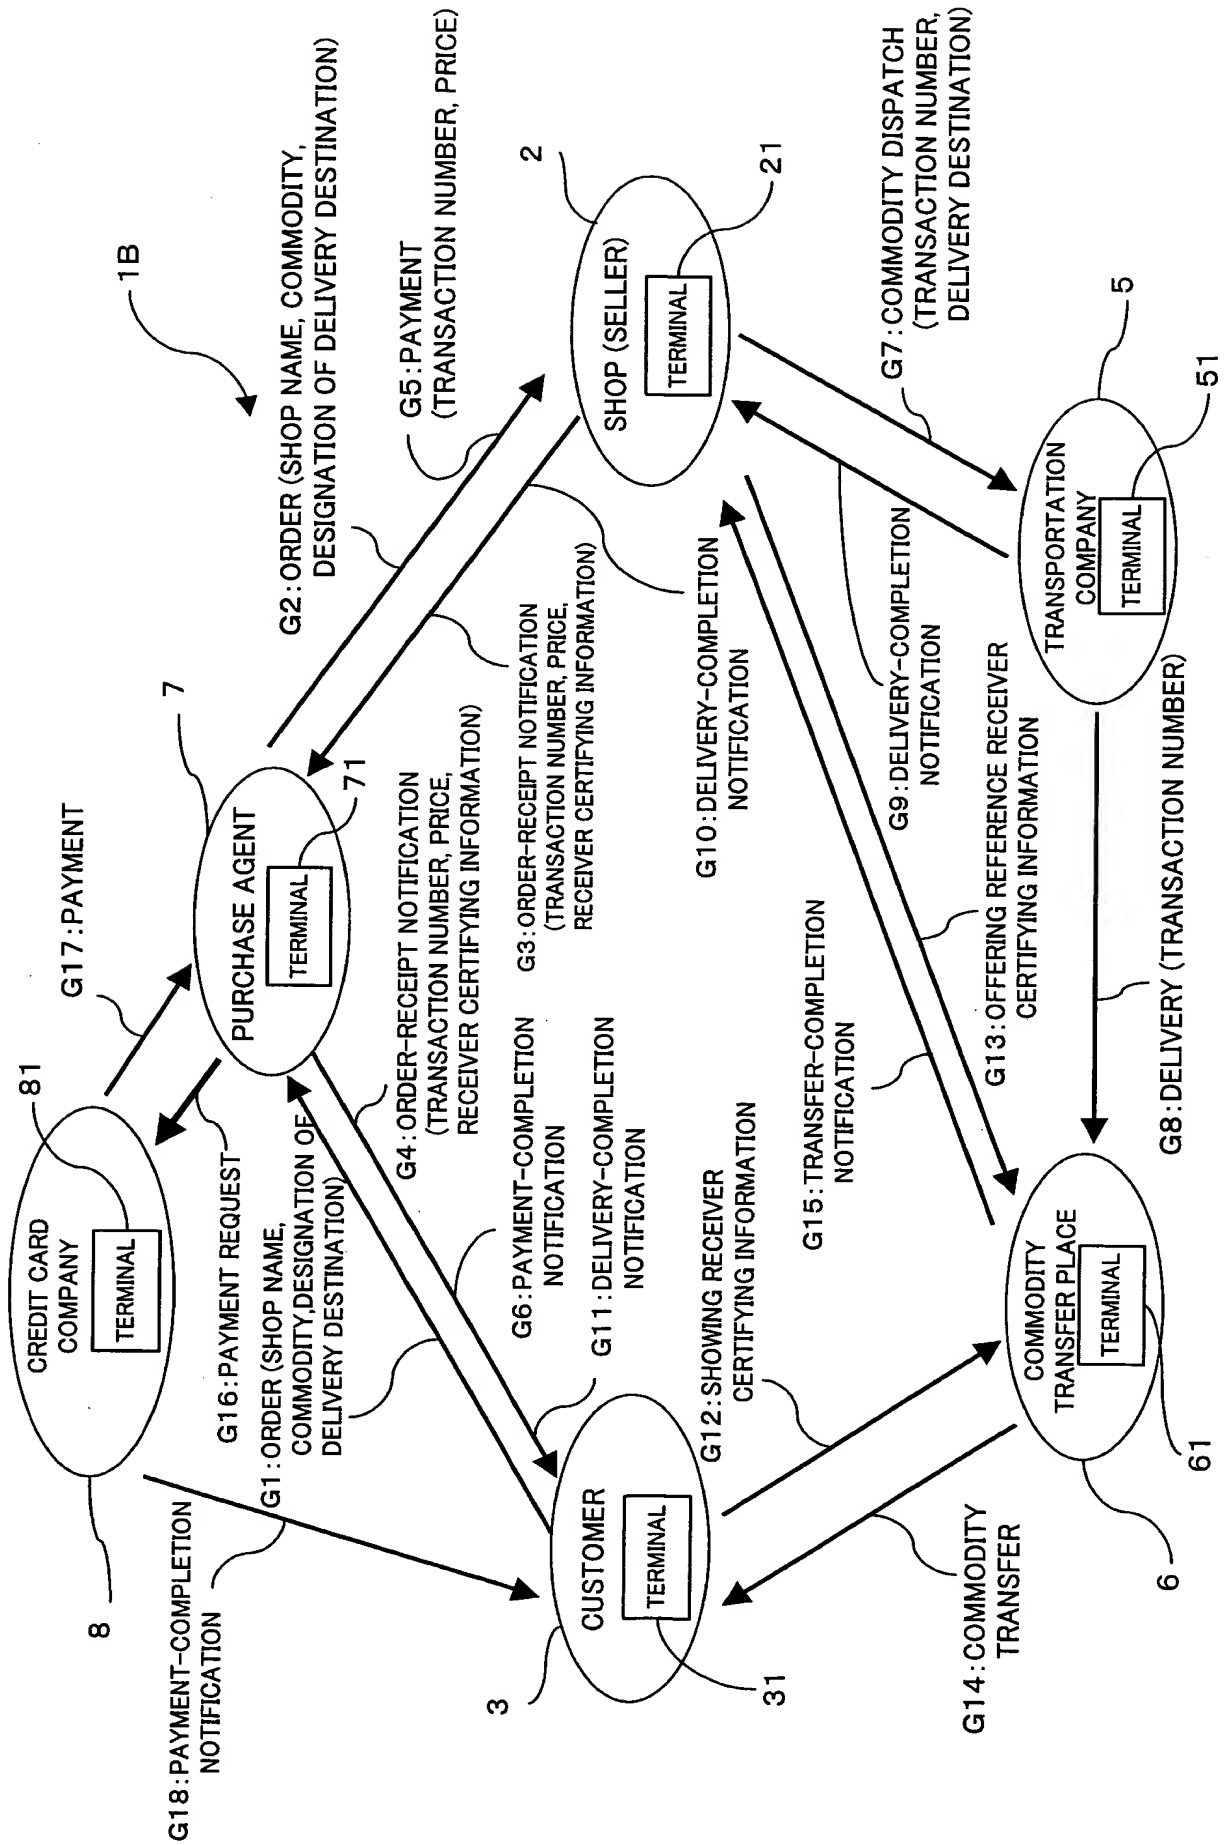 1B
8
CREDIT CARD
COMPANY
TERMINAL
81
G17:PAYMENT
G16:PAYMENT REQUEST
G18:PAYMENT-COMPLETION
NOTIFICATION
7
PURCHASE AGENT
TERMINAL
71
G1:ORDER (SHOP NAME,
COMMODITY,DESIGNATION OF
DELIVERY DESTINATION)
G2:ORDER (SHOP NAME, COMMODITY,
DESIGNATION OF DELIVERY DESTINATION)
G5:PAYMENT
(TRANSACTION NUMBER, PRICE)
G4:ORDER-RECEIPT NOTIFICATION
(TRANSACTION NUMBER, PRICE,
RECEIVER CERTIFYING INFORMATION)
G3:ORDER-RECEIPT NOTIFICATION
(TRANSACTION NUMBER, PRICE,
RECEIVER CERTIFYING INFORMATION)
G6:PAYMENT-COMPLETION
NOTIFICATION
G11:DELIVERY-COMPLETION
NOTIFICATION
G10:DELIVERY-COMPLETION
NOTIFICATION
3
CUSTOMER
TERMINAL
31
2
SHOP (SELLER)
TERMINAL
21
G12:SHOWING RECEIVER
CERTIFYING INFORMATION
G15:TRANSFER-COMPLETION
NOTIFICATION
G13:OFFERING REFERENCE RECEIVER
CERTIFYING INFORMATION
G9:DELIVERY-COMPLETION
NOTIFICATION
G7:COMMODITY DISPATCH
(TRANSACTION NUMBER,
DELIVERY DESTINATION)
G14:COMMODITY
TRANSFER
6
COMMODITY
TRANSFER PLACE
TERMINAL
61
G8:DELIVERY (TRANSACTION NUMBER)
5
TRANSPORTATION
COMPANY
TERMINAL
51